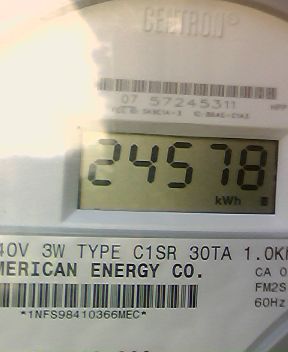 CENTRON®
07 57245311
24578
kWh
40V 3W TYPE C1SR 30TA 1.0K
MERICAN ENERGY CO.
CA 0
FM2S
60Hz
*1NFS98410366MEC*